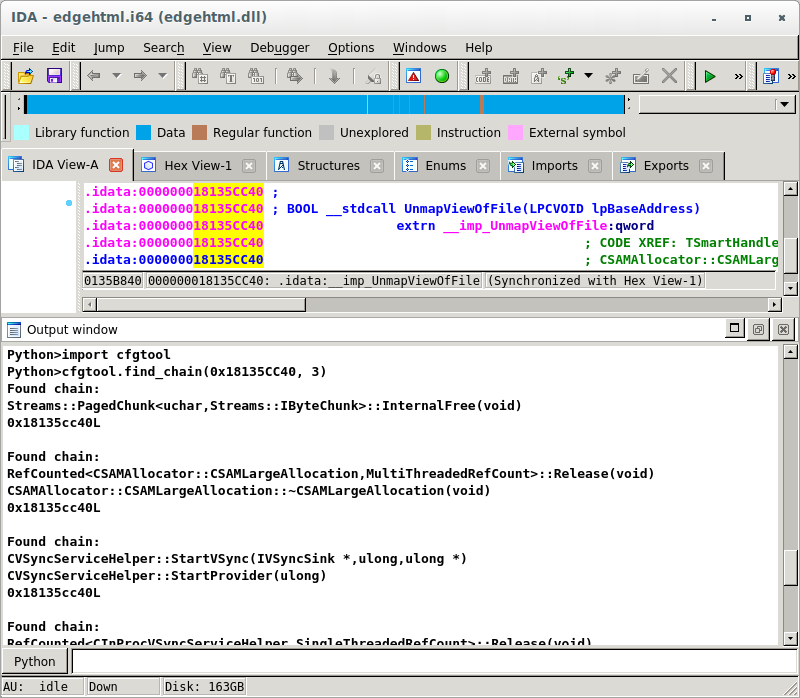 IDA - edgehtml.i64 (edgehtml.dll)
File Edit Jump Search View Debugger Options Windows Help
Library function Data Regular function Unexplored Instruction External symbol
IDA View-A Hex View-1 Structures Enums Imports Exports
.idata:000000018135CC40 ;
.idata:000000018135CC40 ; BOOL __stdcall UnmapViewOfFile(LPCVOID lpBaseAddress)
.idata:000000018135CC40 extrn __imp_UnmapViewOfFile:qword
.idata:000000018135CC40 ; CODE XREF: TSmartHandle
.idata:000000018135CC40 ; CSAMAllocator::CSAMLarg
0135B840 000000018135CC40: .idata:__imp_UnmapViewOfFile (Synchronized with Hex View-1)
Output window
Python>import cfgtool
Python>cfgtool.find_chain(0x18135CC40, 3)
Found chain:
Streams::PagedChunk<uchar,Streams::IByteChunk>::InternalFree(void)
0x18135cc40L
Found chain:
RefCounted<CSAMAllocator::CSAMLargeAllocation,MultiThreadedRefCount>::Release(void)
CSAMAllocator::CSAMLargeAllocation::~CSAMLargeAllocation(void)
0x18135cc40L
Found chain:
CVSyncServiceHelper::StartVSync(IVSyncSink *,ulong,ulong *)
CVSyncServiceHelper::StartProvider(ulong)
0x18135cc40L
Found chain:
RefCounted<CInProcVSyncServiceHelper,SingleThreadedRefCount>::Release(void)
Python
AU: idle Down Disk: 163GB